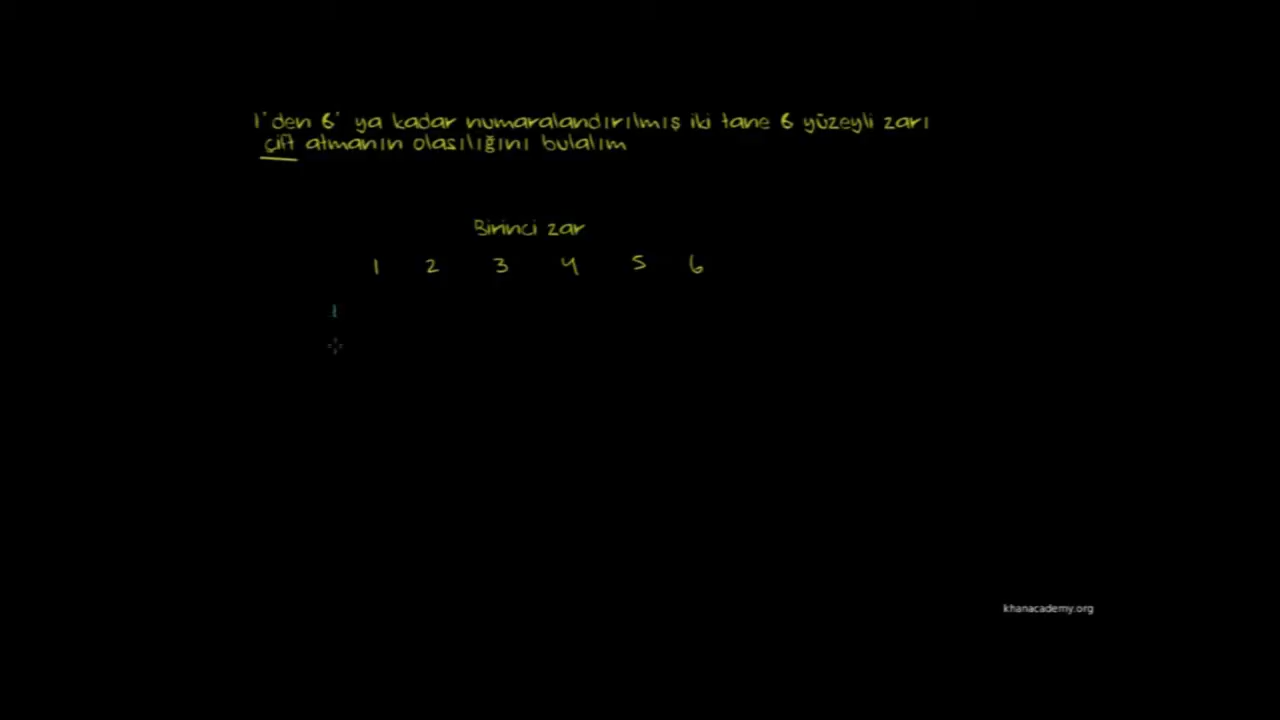 1'den 6'ya kadar numaralandırılmış iki tane 6 yüzeyli zarı
çift atmanın olasılığını bulalım
Birinci zar
1 2 3 4 5 6
1
khanacademy.org